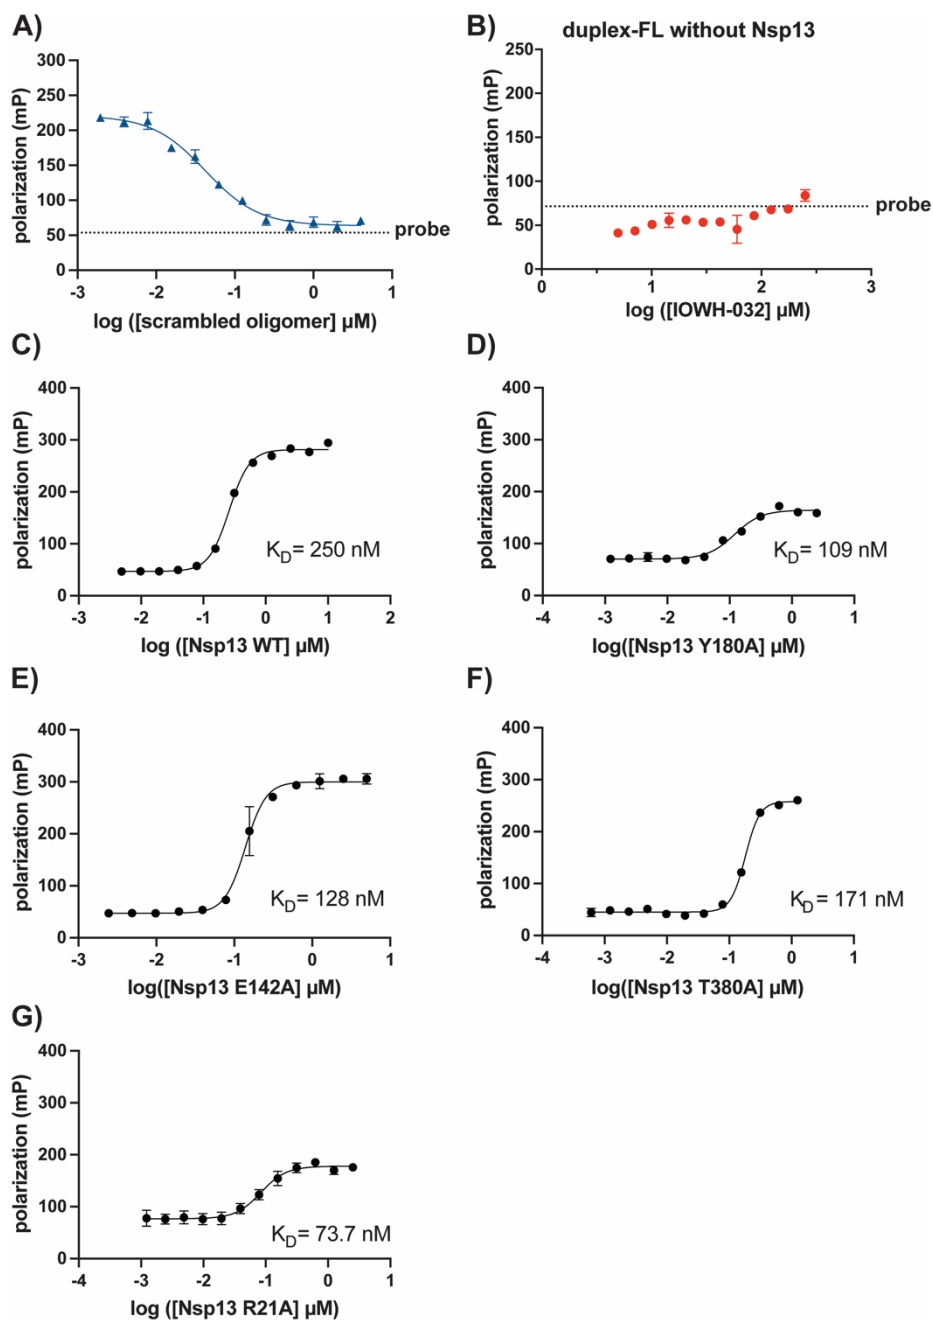 A)
polarization (mP)
300
250
200
150
100
50
0
probe
-3
-2
-1
0
1
log ([scrambled oligomer] μM)
B)
duplex-FL without Nsp13
polarization (mP)
250
200
150
100
50
0
probe
0
1
2
3
log ([IOWH-032] μM)
C)
polarization (mP)
400
300
200
100
0
KD= 250 nM
-3
-2
-1
0
1
2
log ([Nsp13 WT] μM)
D)
polarization (mP)
400
300
200
100
0
KD= 109 nM
-4
-3
-2
-1
0
1
log([Nsp13 Y180A] μM)
E)
polarization (mP)
400
300
200
100
0
KD= 128 nM
-3
-2
-1
0
1
log([Nsp13 E142A] μM)
F)
polarization (mP)
400
300
200
100
0
KD= 171 nM
-4
-3
-2
-1
0
1
log([Nsp13 T380A] μM)
G)
polarization (mP)
400
300
200
100
0
KD= 73.7 nM
-4
-3
-2
-1
0
1
log ([Nsp13 R21A] μM)